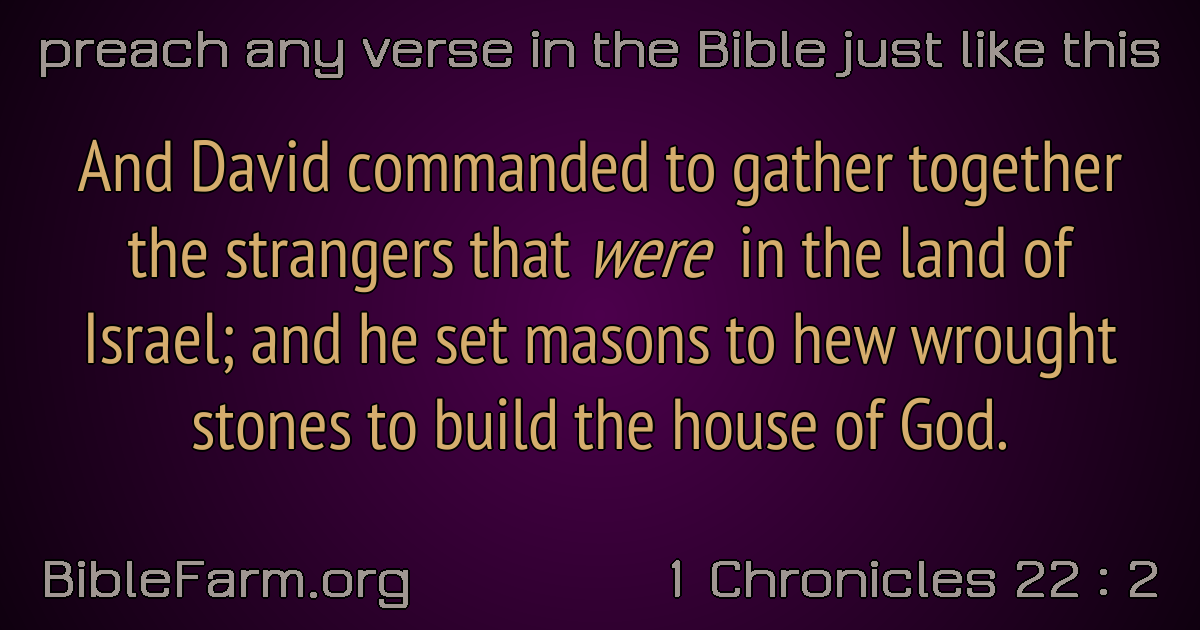 preach any verse in the Bible just like this
And David commanded to gather together
the strangers that were in the land of
Israel; and he set masons to hew wrought
stones to build the house of God.
BibleFarm.org
1 Chronicles 22 : 2